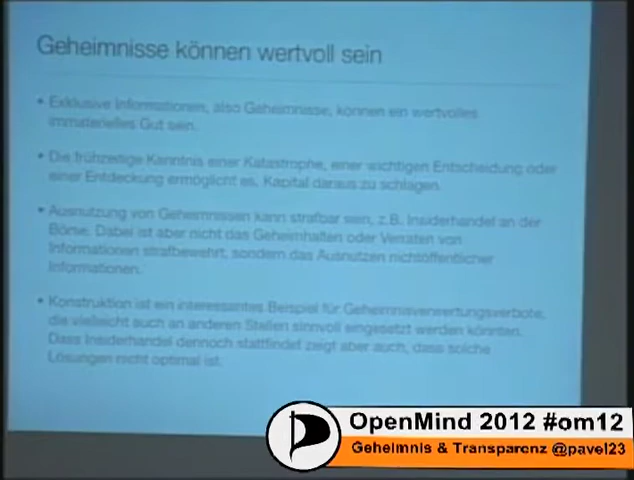 Geheimnisse können wertvoll sein
• Exklusive Informationen, also Geheimnisse, können ein wertvolles
immaterielles Gut sein.
• Die frühzeitige Kenntnis einer Katastrophe, einer wichtigen Entscheidung oder
einer Entdeckung ermöglicht es, Kapital daraus zu schlagen.
• Ausnutzung von Geheimnissen kann strafbar sein, z.B. Insiderhandel an der
Börse. Dabei ist aber nicht das Geheimhalten oder Verraten von
Informationen strafbewehrt, sondern das Ausnutzen nichtöffentlicher
Informationen.
• Konstruktion ist ein interessantes Beispiel für Geheimnisverwertungsverbote,
die vielleicht auch an anderen Stellen sinnvoll eingesetzt werden könnten.
Dass Insiderhandel dennoch stattfindet zeigt aber auch, dass solche
Lösungen nicht optimal ist.
OpenMind 2012 #om12
Geheimnis & Transparenz @pavel23